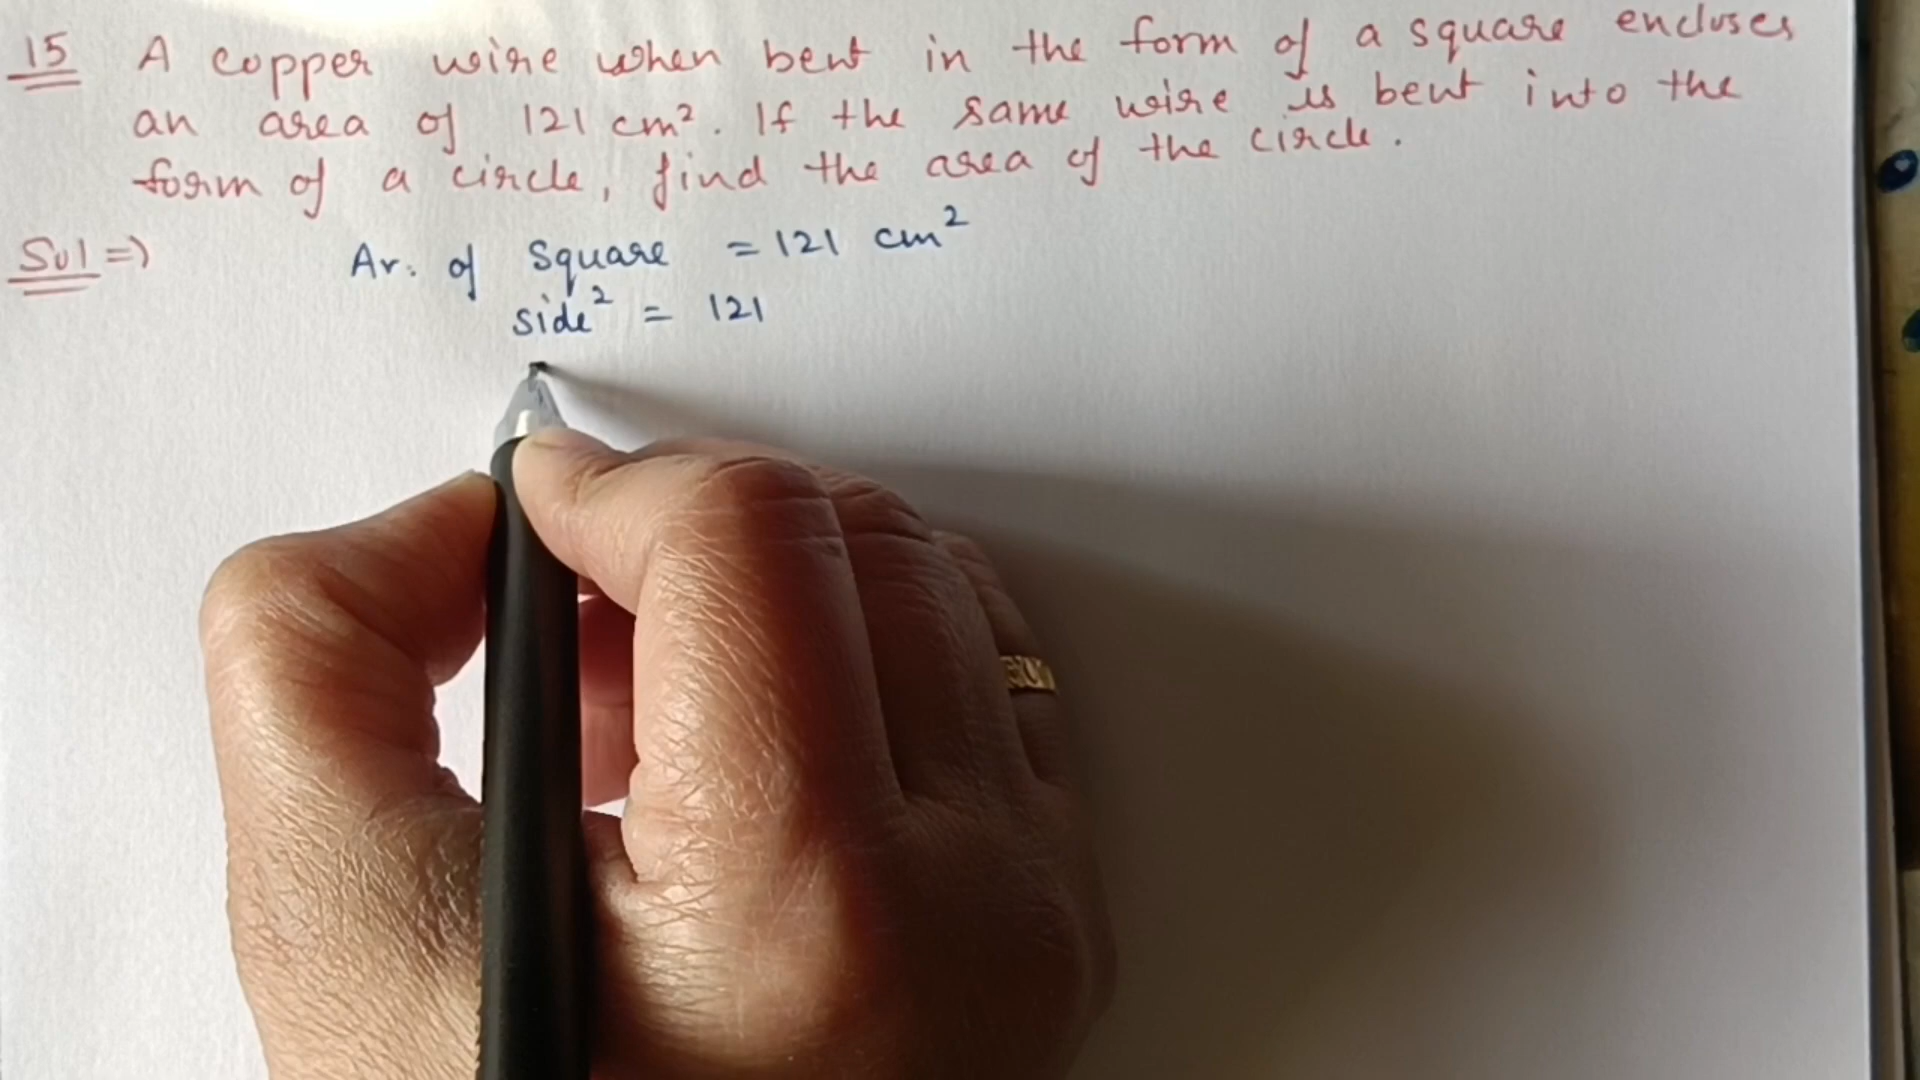 15 A copper wire when bent in the form of a square encloses
an area of 121 cm². If the same wire is bent into the
form of a circle, find the area of the circle.
Sol => Ar. of Square = 121 cm²
side² = 121